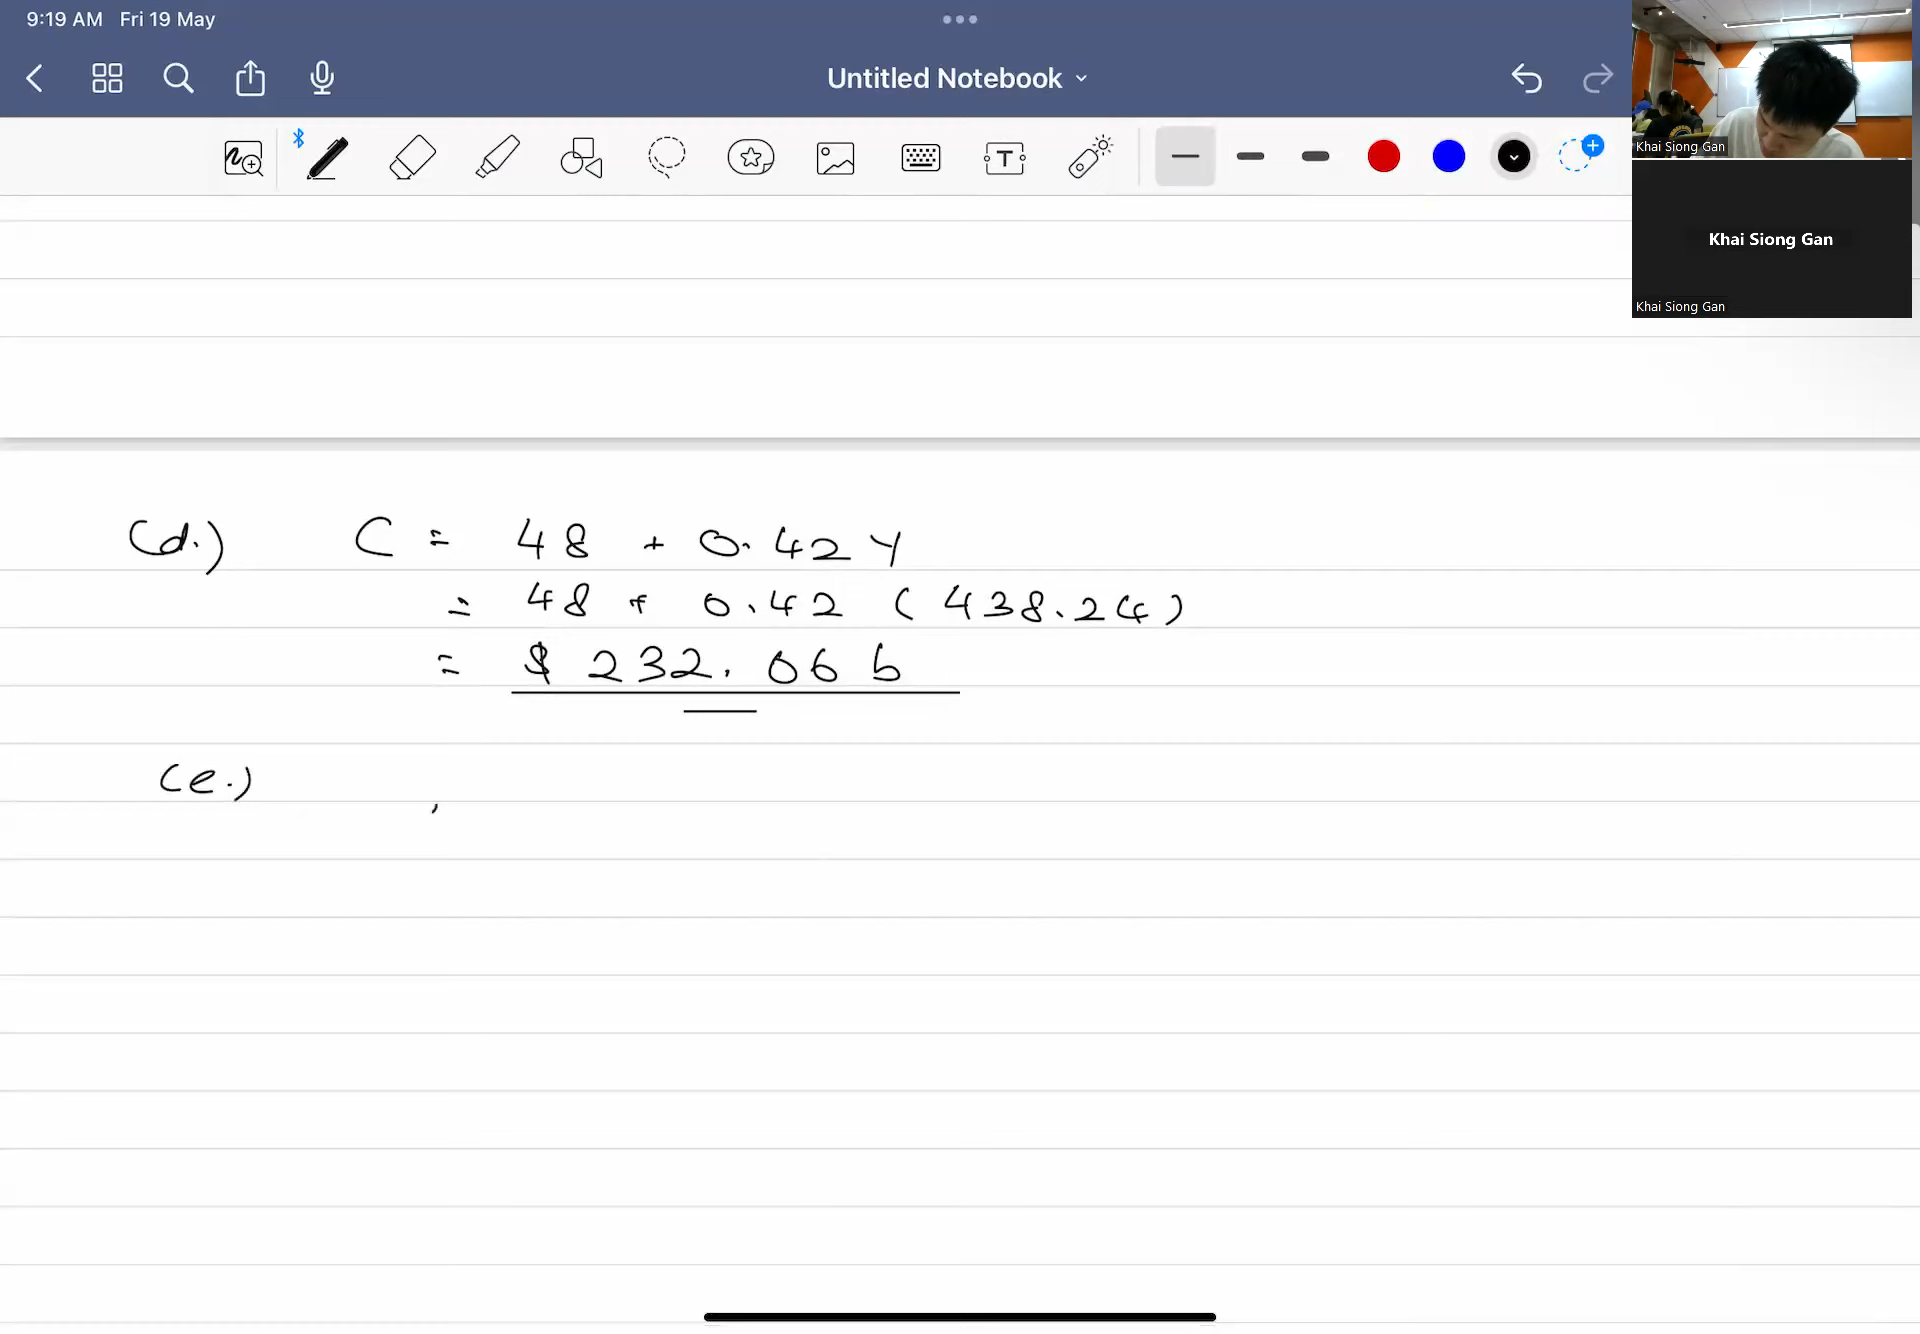 9:19 AM Fri 19 May
Untitled Notebook
T
Khai Siong Gan
Khai Siong Gan
Khai Siong Gan
(d.) C = 48 + 0.42Y
= 48 + 0.42 (438.24)
= $ 232.06 b
(e.)